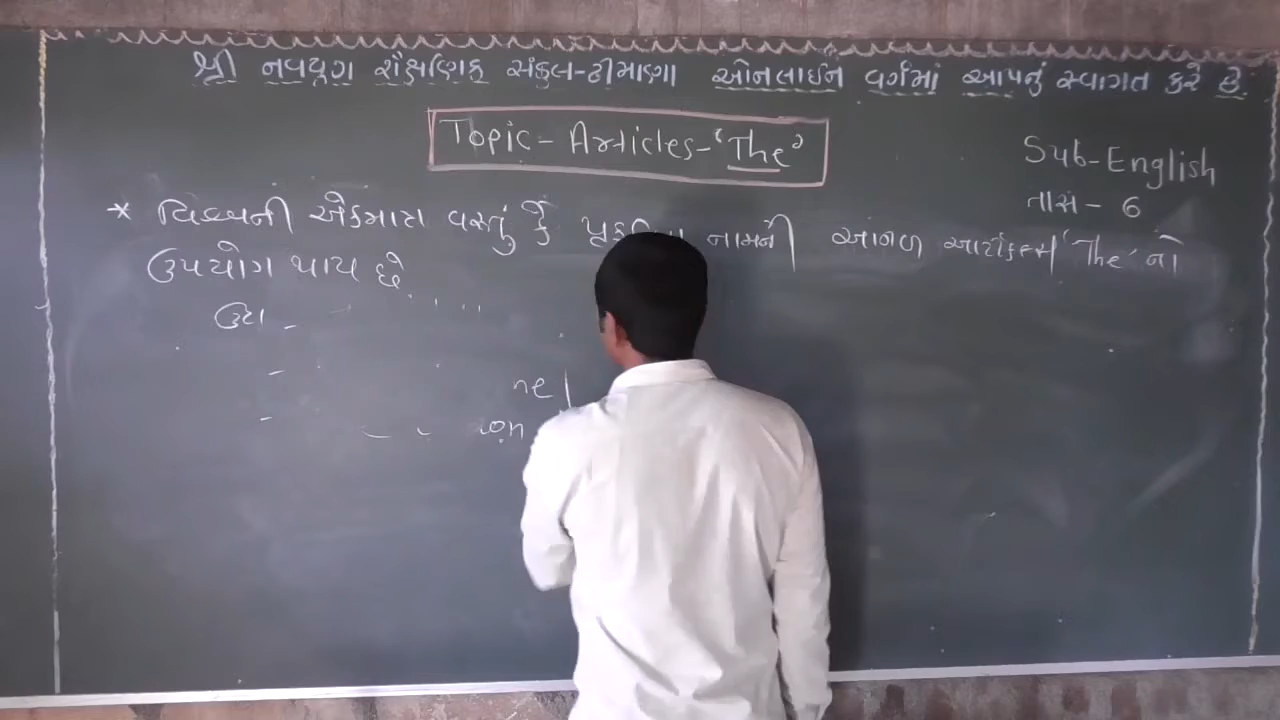 શ્રી નવયુગ શૈક્ષણિક સંકુલ-ઢીમાણા ઓનલાઈન વર્ગમાં આપનું સ્વાગત કરે છે.
Topic - Articles - 'The'
Sub - English
તાસ - 6
* વિશ્વની એકમાત્ર વસ્તું કે નામની આગળ આર્ટીકલ્સ 'The' નો
ઉપયોગ થાય છે
ઉદા -
-
-